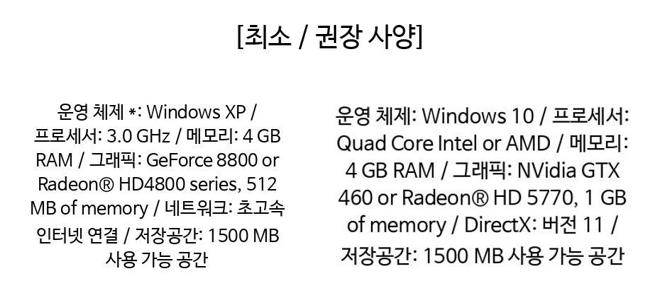 [최소 / 권장 사양]
운영 체제 *: Windows XP /
프로세서: 3.0 GHz / 메모리: 4 GB
RAM / 그래픽: GeForce 8800 or
Radeon® HD4800 series, 512
MB of memory / 네트워크: 초고속
인터넷 연결 / 저장공간: 1500 MB
사용 가능 공간
운영 체제: Windows 10 / 프로세서:
Quad Core Intel or AMD / 메모리:
4 GB RAM / 그래픽: NVidia GTX
460 or Radeon® HD 5770, 1 GB
of memory / DirectX: 버전 11 /
저장공간: 1500 MB 사용 가능 공간